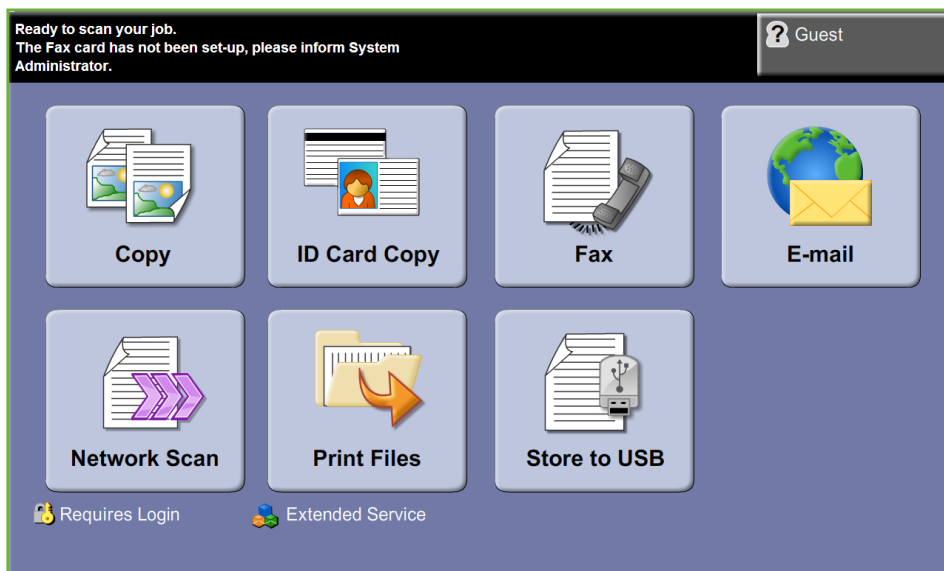 Ready to scan your job.
The Fax card has not been set-up, please inform System
Administrator.
? Guest
Copy
ID Card Copy
Fax
E-mail
Network Scan
Print Files
Store to USB
Requires Login
Extended Service